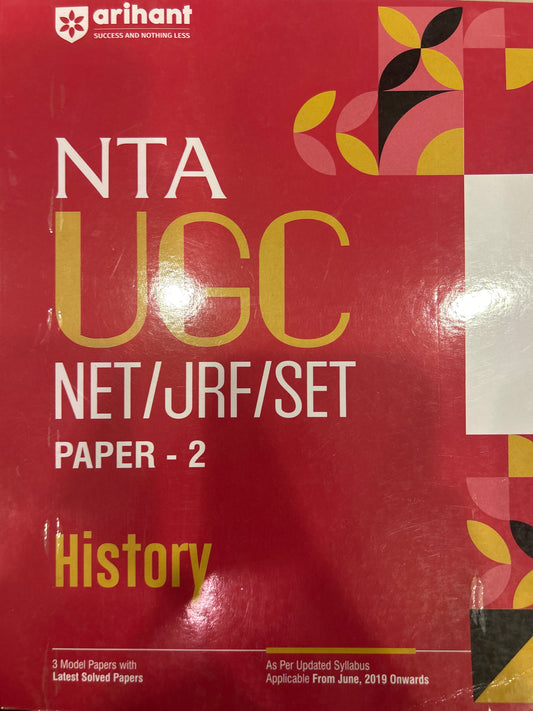 arihant
SUCCESS AND NOTHING LESS
NTA
UGC
NET/JRF/SET
PAPER - 2
History
3 Model Papers with
Latest Solved Papers
As Per Updated Syllabus
Applicable From June, 2019 Onwards